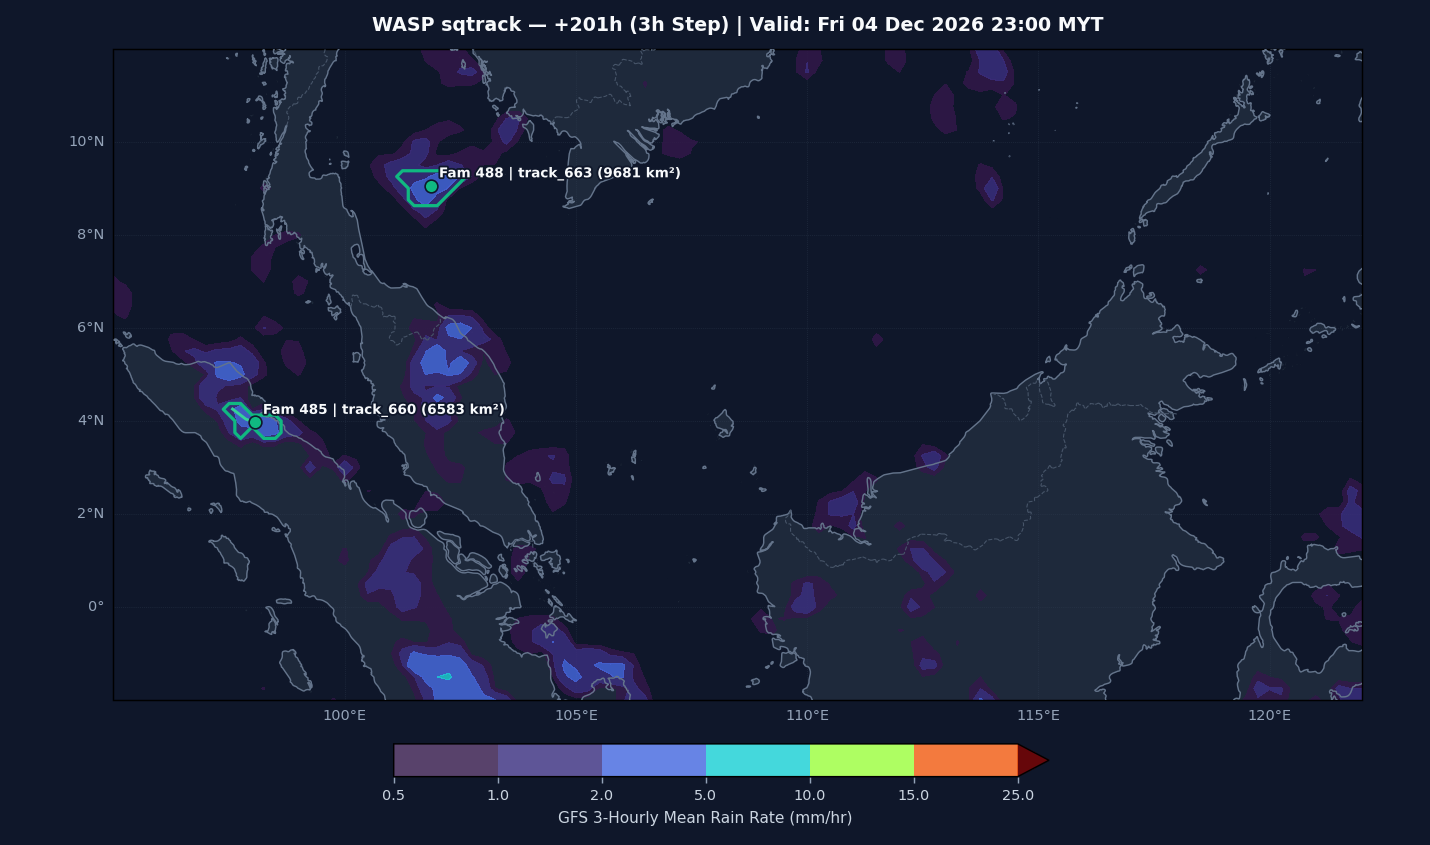 WASP sqtrack — +201h (3h Step) | Valid: Fri 04 Dec 2026 23:00 MYT
10°N
8°N
6°N
4°N
2°N
0°
Fam 488 | track_663 (9681 km²)
Fam 485 | track_660 (6583 km²)
100°E
105°E
110°E
115°E
120°E
0.5
1.0
2.0
5.0
10.0
15.0
25.0
GFS 3-Hourly Mean Rain Rate (mm/hr)